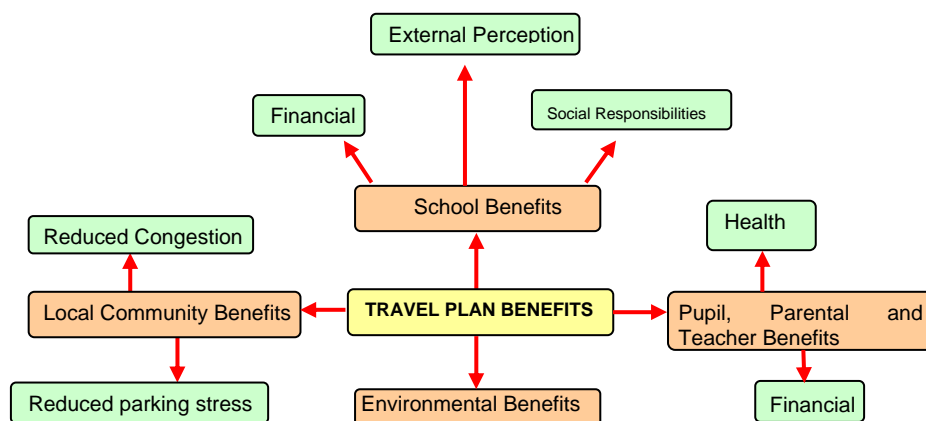 External Perception
Financial
Social Responsibilities
School Benefits
Health
Reduced Congestion
Local Community Benefits
TRAVEL PLAN BENEFITS
Pupil, Parental and
Teacher Benefits
Reduced parking stress
Environmental Benefits
Financial